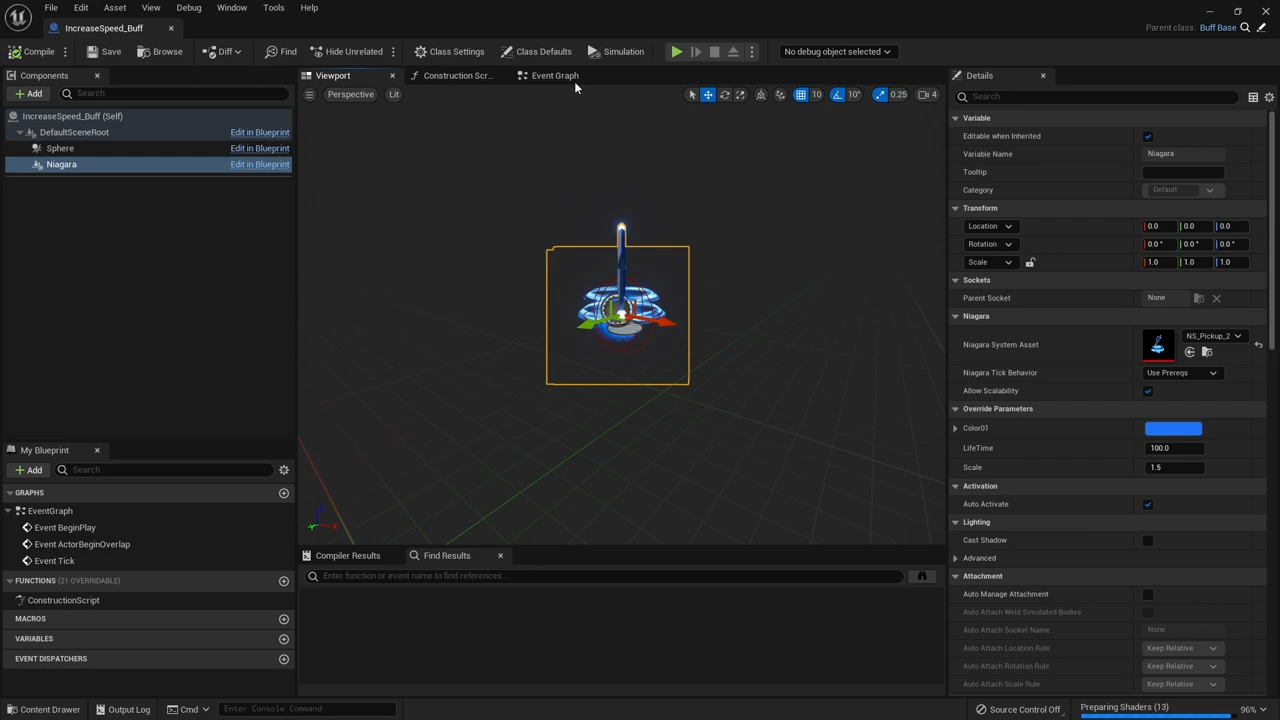 File Edit Asset View Debug Window Tools Help
IncreaseSpeed_Buff
Parent class: Buff Base
Compile Save Browse Diff Find Hide Unrelated Class Settings Class Defaults Simulation No debug object selected
Components
Viewport Construction Scr... Event Graph
Details
Add Search
Perspective Lit 10 10° 0.25 4
Search
IncreaseSpeed_Buff (Self)
DefaultSceneRoot Edit in Blueprint
Sphere Edit in Blueprint
Niagara Edit in Blueprint
Variable
Editable when Inherited
Variable Name Niagara
Tooltip
Category Default
Transform
Location 0.0 0.0 0.0
Rotation 0.0 ° 0.0 ° 0.0 °
Scale 1.0 1.0 1.0
Sockets
Parent Socket None
Niagara
Niagara System Asset NS_Pickup_2
Niagara Tick Behavior Use Prereqs
Allow Scalability
Override Parameters
Color01
LifeTime 100.0
Scale 1.5
Activation
Auto Activate
Lighting
Cast Shadow
Advanced
Attachment
Auto Manage Attachment
Auto Attach Weld Simulated Bodies
Auto Attach Socket Name None
Auto Attach Location Rule Keep Relative
Auto Attach Rotation Rule Keep Relative
Auto Attach Scale Rule Keep Relative
My Blueprint
Add Search
GRAPHS
EventGraph
Event BeginPlay
Event ActorBeginOverlap
Event Tick
FUNCTIONS (21 OVERRIDABLE)
ConstructionScript
MACROS
VARIABLES
EVENT DISPATCHERS
Compiler Results Find Results
Enter function or event name to find references...
Content Drawer Output Log Cmd Enter Console Command
Source Control Off Preparing Shaders (13) 96%